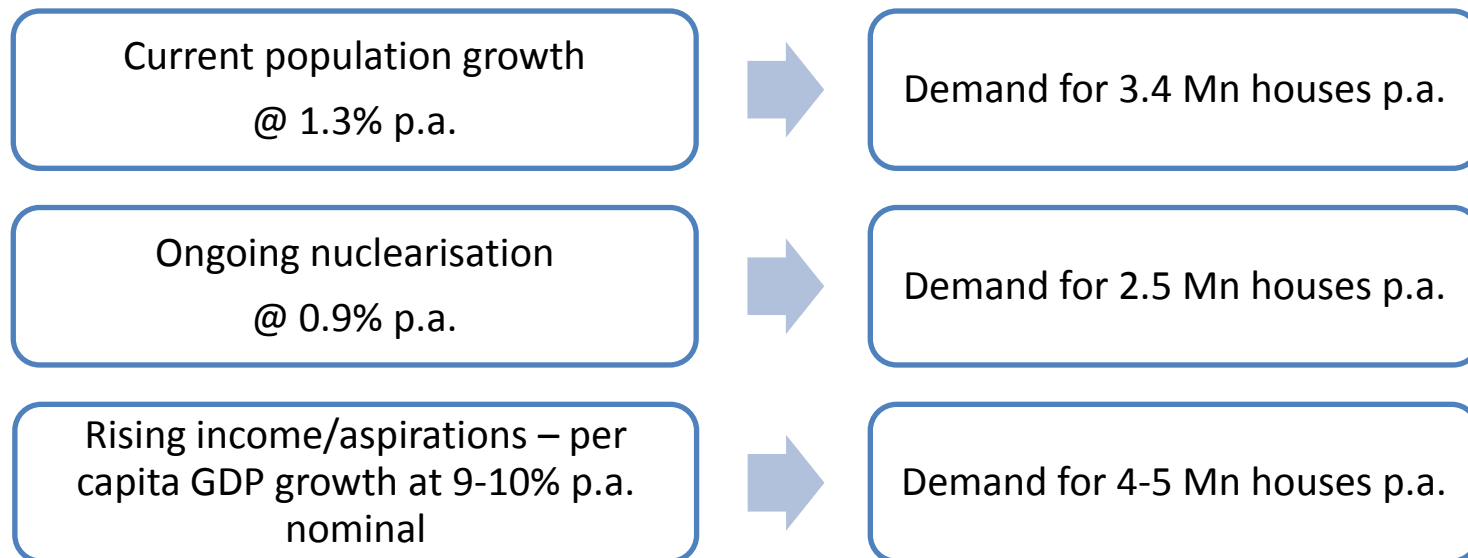 Current population growth
@ 1.3% p.a.
Demand for 3.4 Mn houses p.a.
Ongoing nuclearisation
@ 0.9% p.a.
Demand for 2.5 Mn houses p.a.
Rising income/aspirations – per
capita GDP growth at 9-10% p.a.
nominal
Demand for 4-5 Mn houses p.a.